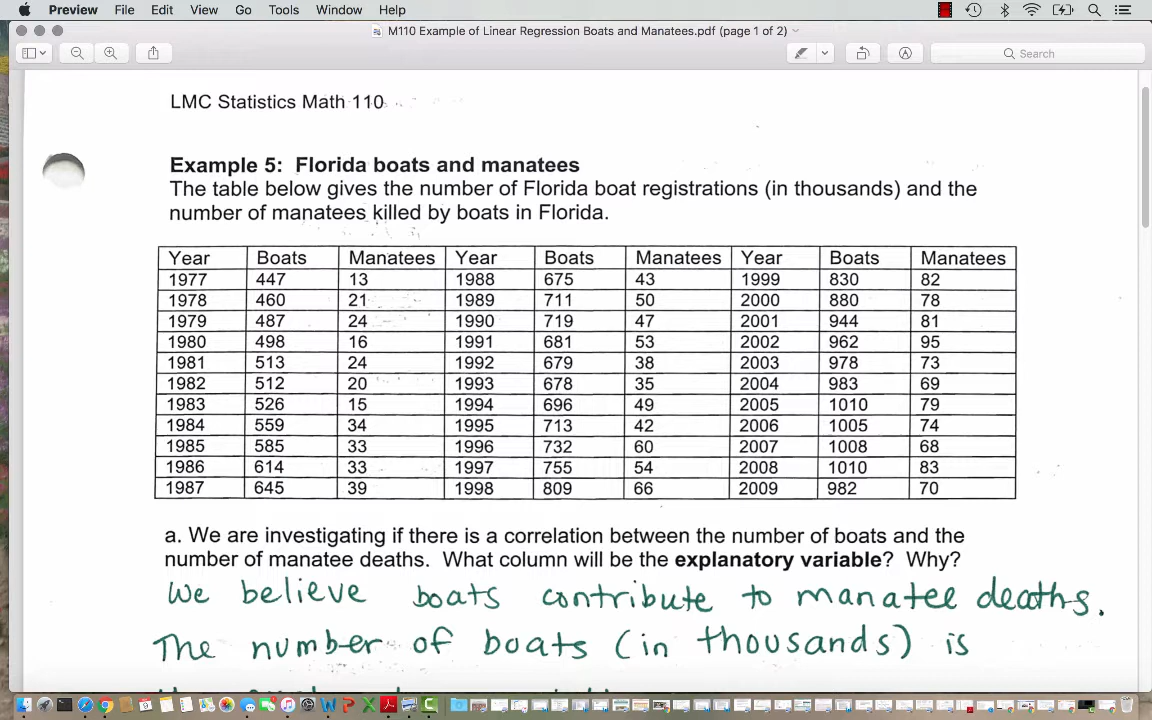 Preview File Edit View Go Tools Window Help
M110 Example of Linear Regression Boats and Manatees.pdf (page 1 of 2)
Search
LMC Statistics Math 110
Example 5: Florida boats and manatees
The table below gives the number of Florida boat registrations (in thousands) and the
number of manatees killed by boats in Florida.
Year Boats Manatees Year Boats Manatees Year Boats Manatees
1977 447 13 1988 675 43 1999 830 82
1978 460 21 1989 711 50 2000 880 78
1979 487 24 1990 719 47 2001 944 81
1980 498 16 1991 681 53 2002 962 95
1981 513 24 1992 679 38 2003 978 73
1982 512 20 1993 678 35 2004 983 69
1983 526 15 1994 696 49 2005 1010 79
1984 559 34 1995 713 42 2006 1005 74
1985 585 33 1996 732 60 2007 1008 68
1986 614 33 1997 755 54 2008 1010 83
1987 645 39 1998 809 66 2009 982 70
a. We are investigating if there is a correlation between the number of boats and the
number of manatee deaths. What column will be the explanatory variable? Why?
We believe boats contribute to manatee deaths.
The number of boats (in thousands) is